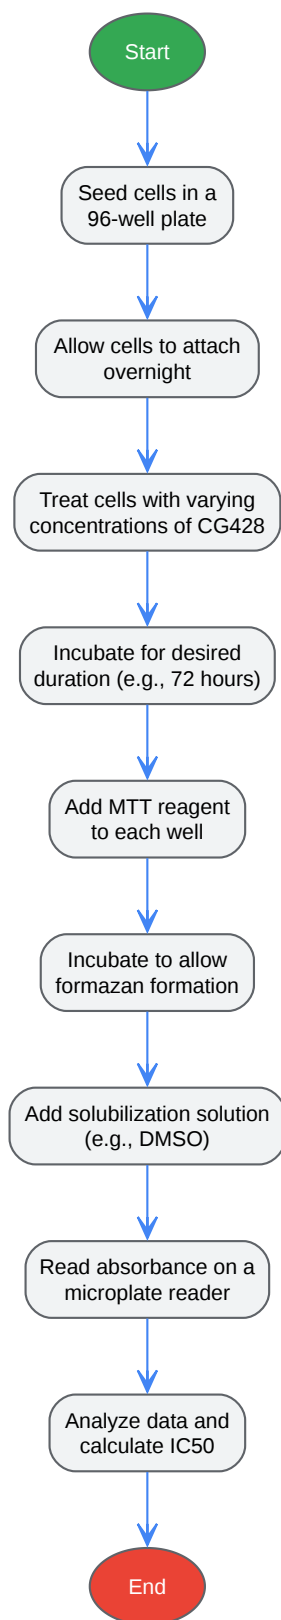 Start
Seed cells in a
96-well plate
Allow cells to attach
overnight
Treat cells with varying
concentrations of CG428
Incubate for desired
duration (e.g., 72 hours)
Add MTT reagent
to each well
Incubate to allow
formazan formation
Add solubilization solution
(e.g., DMSO)
Read absorbance on a
microplate reader
Analyze data and
calculate IC50
End